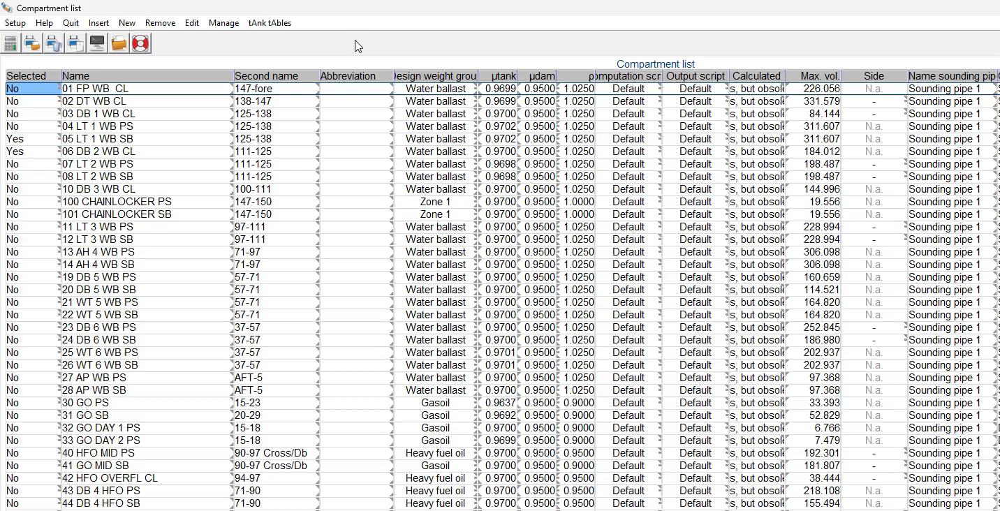 Compartment list
Setup Help Quit Insert New Remove Edit Manage tAnk tAbles
Compartment list
Selected Name Second name Abbreviation esign weight grou μtank μdam ρ omputation scr Output script Calculated Max. vol. Side Name sounding pip
No 01 FP WB CL 147-fore Water ballast 0.9699 0.9500 1.0250 Default Default s, but obsole 226.056 N.a. Sounding pipe 1
No 02 DT WB CL 138-147 Water ballast 0.9699 0.9500 1.0250 Default Default s, but obsole 331.579 - Sounding pipe 1
No 03 DB 1 WB CL 125-138 Water ballast 0.9700 0.9500 1.0250 Default Default s, but obsole 84.144 - Sounding pipe 1
No 04 LT 1 WB PS 125-138 Water ballast 0.9702 0.9500 1.0250 Default Default s, but obsole 311.607 N.a. Sounding pipe 1
Yes 05 LT 1 WB SB 125-138 Water ballast 0.9702 0.9500 1.0250 Default Default s, but obsole 311.607 N.a. Sounding pipe 1
Yes 06 DB 2 WB CL 111-125 Water ballast 0.9700 0.9500 1.0250 Default Default s, but obsole 184.012 N.a. Sounding pipe 1
No 07 LT 2 WB PS 111-125 Water ballast 0.9698 0.9500 1.0250 Default Default s, but obsole 198.487 - Sounding pipe 1
No 08 LT 2 WB SB 111-125 Water ballast 0.9698 0.9500 1.0250 Default Default s, but obsole 198.487 - Sounding pipe 1
No 10 DB 3 WB CL 100-111 Water ballast 0.9700 0.9500 1.0250 Default Default s, but obsole 144.996 N.a. Sounding pipe 1
No 100 CHAINLOCKER PS 147-150 Zone 1 0.9700 0.9500 1.0000 Default Default s, but obsole 19.556 N.a. Sounding pipe 1
No 101 CHAINLOCKER SB 147-150 Zone 1 0.9700 0.9500 1.0000 Default Default s, but obsole 19.556 N.a. Sounding pipe 1
No 11 LT 3 WB PS 97-111 Water ballast 0.9700 0.9500 1.0250 Default Default s, but obsole 228.994 - Sounding pipe 1
No 12 LT 3 WB SB 97-111 Water ballast 0.9700 0.9500 1.0250 Default Default s, but obsole 228.994 - Sounding pipe 1
No 13 AH 4 WB PS 71-97 Water ballast 0.9700 0.9500 1.0250 Default Default s, but obsole 306.098 N.a. Sounding pipe 1
No 14 AH 4 WB SB 71-97 Water ballast 0.9700 0.9500 1.0250 Default Default s, but obsole 306.098 N.a. Sounding pipe 1
No 19 DB 5 WB PS 57-71 Water ballast 0.9700 0.9500 1.0250 Default Default s, but obsole 160.659 N.a. Sounding pipe 1
No 20 DB 5 WB SB 57-71 Water ballast 0.9700 0.9500 1.0250 Default Default s, but obsole 114.521 N.a. Sounding pipe 1
No 21 WT 5 WB PS 57-71 Water ballast 0.9700 0.9500 1.0250 Default Default s, but obsole 164.820 N.a. Sounding pipe 1
No 22 WT 5 WB SB 57-71 Water ballast 0.9700 0.9500 1.0250 Default Default s, but obsole 164.820 N.a. Sounding pipe 1
No 23 DB 6 WB PS 37-57 Water ballast 0.9700 0.9500 1.0250 Default Default s, but obsole 252.845 - Sounding pipe 1
No 24 DB 6 WB SB 37-57 Water ballast 0.9700 0.9500 1.0250 Default Default s, but obsole 186.980 - Sounding pipe 1
No 25 WT 6 WB PS 37-57 Water ballast 0.9701 0.9500 1.0250 Default Default s, but obsole 202.937 N.a. Sounding pipe 1
No 26 WT 6 WB SB 37-57 Water ballast 0.9701 0.9500 1.0250 Default Default s, but obsole 202.937 N.a. Sounding pipe 1
No 27 AP WB PS AFT-5 Water ballast 0.9700 0.9500 1.0250 Default Default s, but obsole 97.368 N.a. Sounding pipe 1
No 28 AP WB SB AFT-5 Water ballast 0.9700 0.9500 1.0250 Default Default s, but obsole 97.368 N.a. Sounding pipe 1
No 30 GO PS 15-23 Gasoil 0.9637 0.9500 0.9000 Default Default s, but obsole 33.393 N.a. Sounding pipe 1
No 31 GO SB 20-29 Gasoil 0.9692 0.9500 0.9000 Default Default s, but obsole 52.829 N.a. Sounding pipe 1
No 32 GO DAY 1 PS 15-18 Gasoil 0.9700 0.9500 0.9000 Default Default s, but obsole 6.766 N.a. Sounding pipe 1
No 33 GO DAY 2 PS 15-18 Gasoil 0.9699 0.9500 0.9000 Default Default s, but obsole 7.479 N.a. Sounding pipe 1
No 40 HFO MID PS 90-97 Cross/Db Heavy fuel oil 0.9700 0.9500 0.9500 Default Default s, but obsole 192.301 - Sounding pipe 1
No 41 GO MID SB 90-97 Cross/Db Gasoil 0.9700 0.9500 0.9000 Default Default s, but obsole 181.807 - Sounding pipe 1
No 42 HFO OVERFL CL 94-97 Heavy fuel oil 0.9700 0.9500 0.9500 Default Default s, but obsole 38.444 - Sounding pipe 1
No 43 DB 4 HFO PS 71-90 Heavy fuel oil 0.9700 0.9500 0.9500 Default Default s, but obsole 218.108 N.a. Sounding pipe 1
No 44 DB 4 HFO SB 71-90 Heavy fuel oil 0.9700 0.9500 0.9500 Default Default s, but obsole 155.494 N.a. Sounding pipe 1